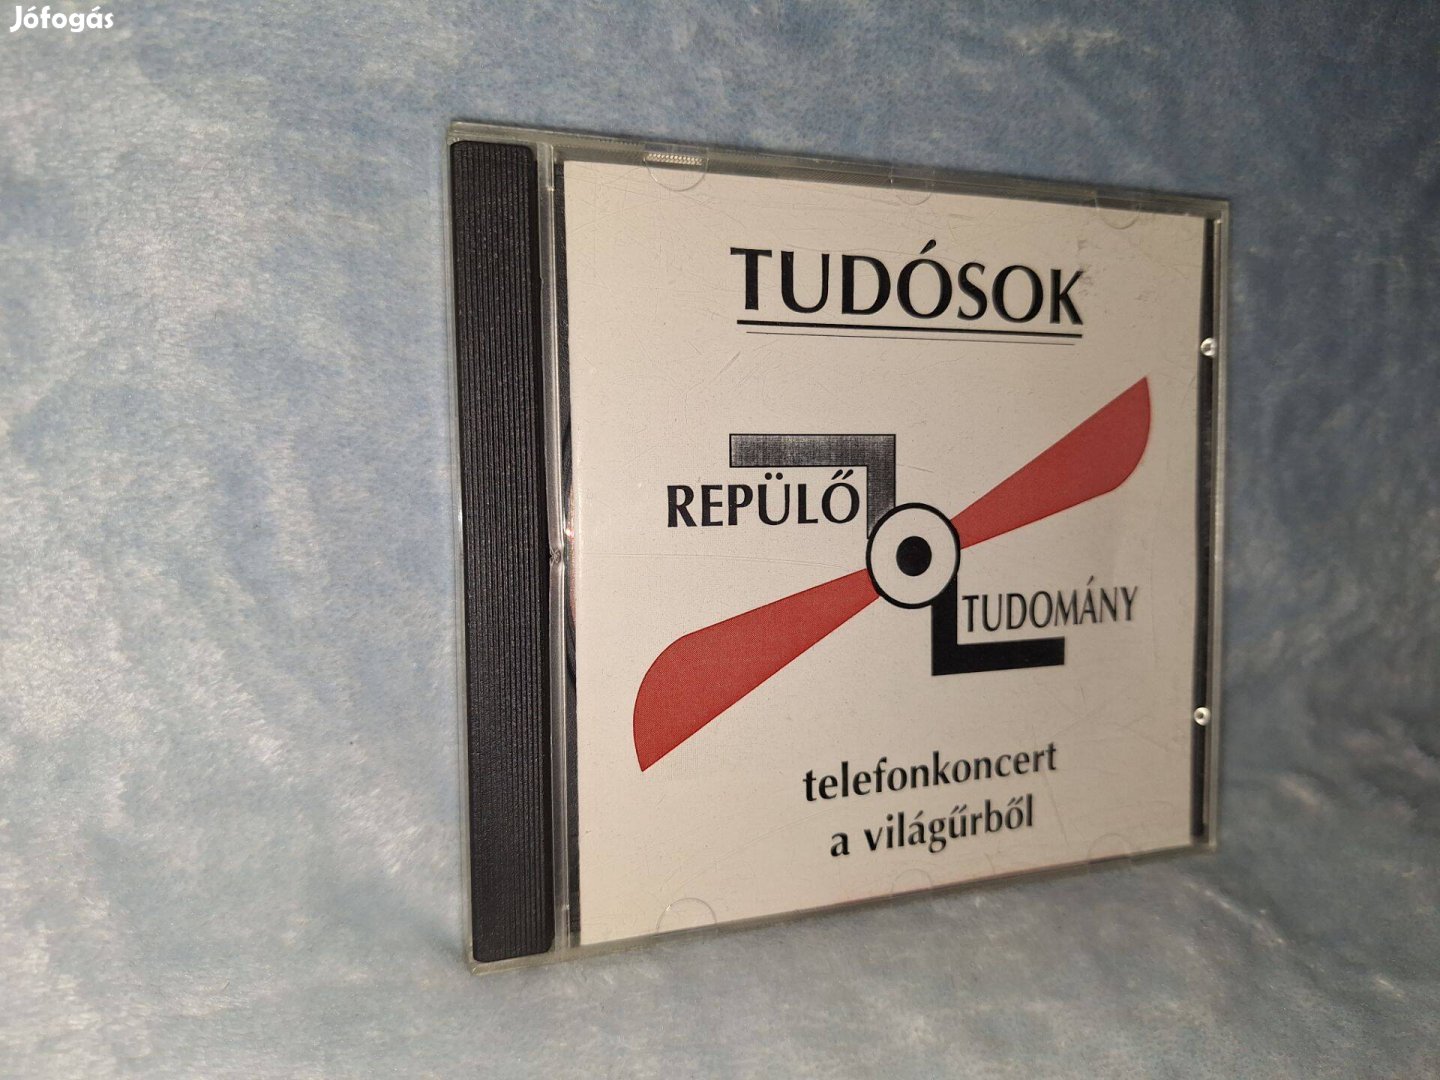 Jófogás
TUDÓSOK
REPÜLŐ
TUDOMÁNY
telefonkoncert
a világűrből